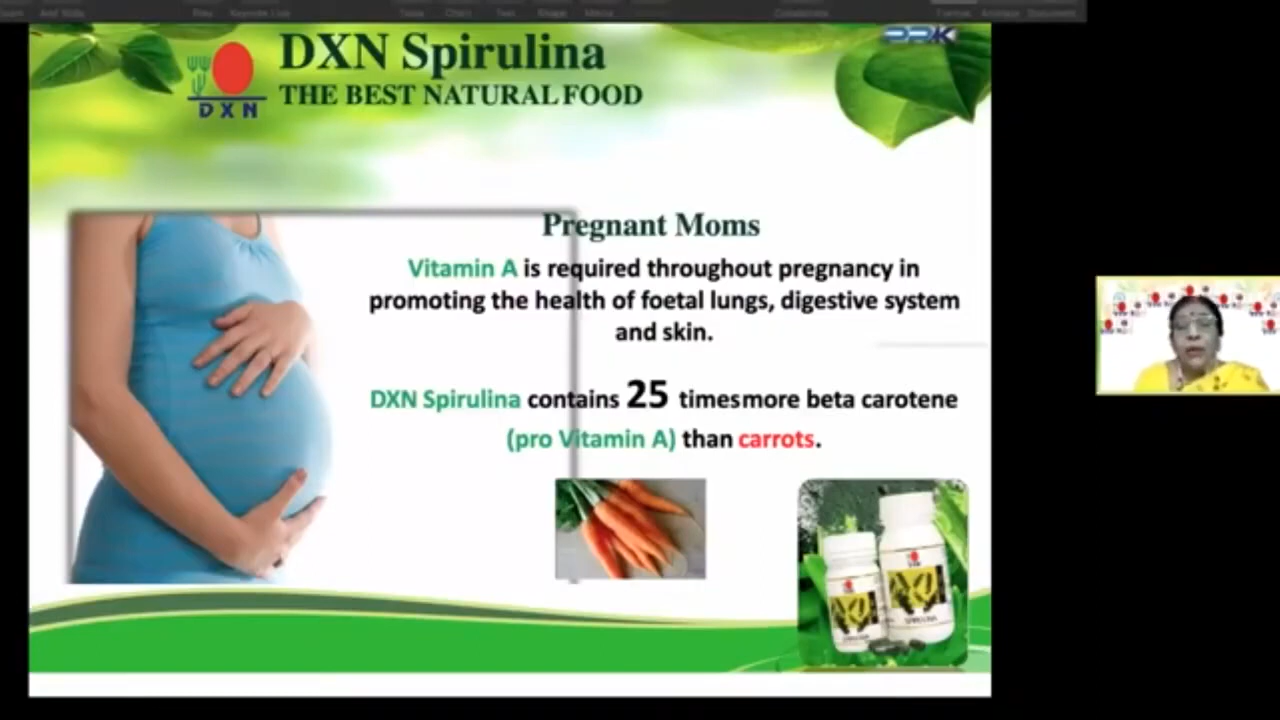 DXN Spirulina
THE BEST NATURAL FOOD
DXN
Pregnant Moms
Vitamin A is required throughout pregnancy in
promoting the health of foetal lungs, digestive system
and skin.
DXN Spirulina contains 25 timesmore beta carotene
(pro Vitamin A) than carrots.
SPIRULINA